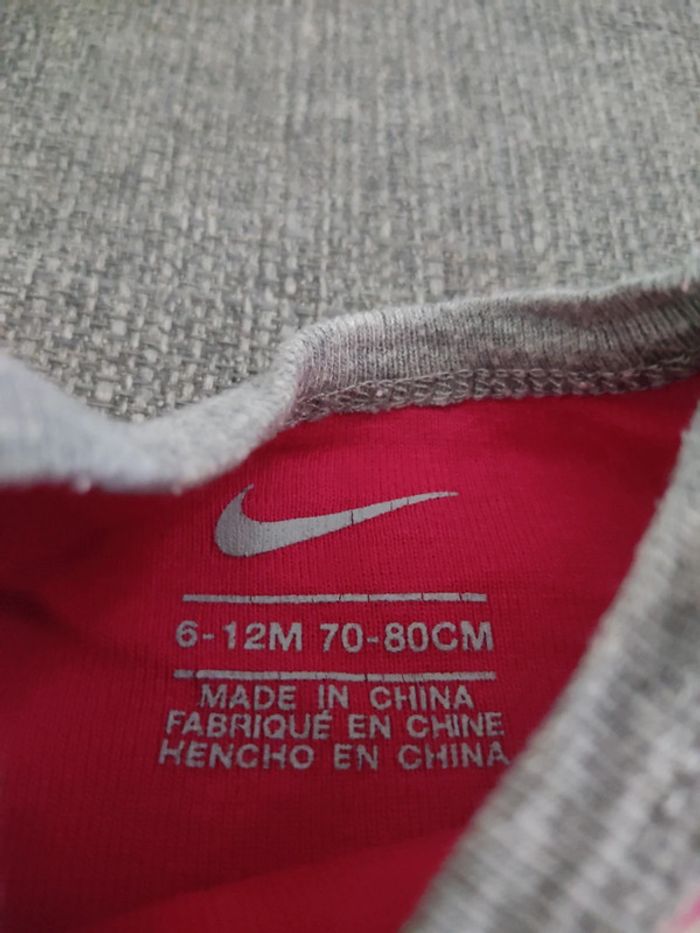 6-12M 70-80CM
MADE IN CHINA
FABRIQUÉ EN CHINE
HENCHO EN CHINA